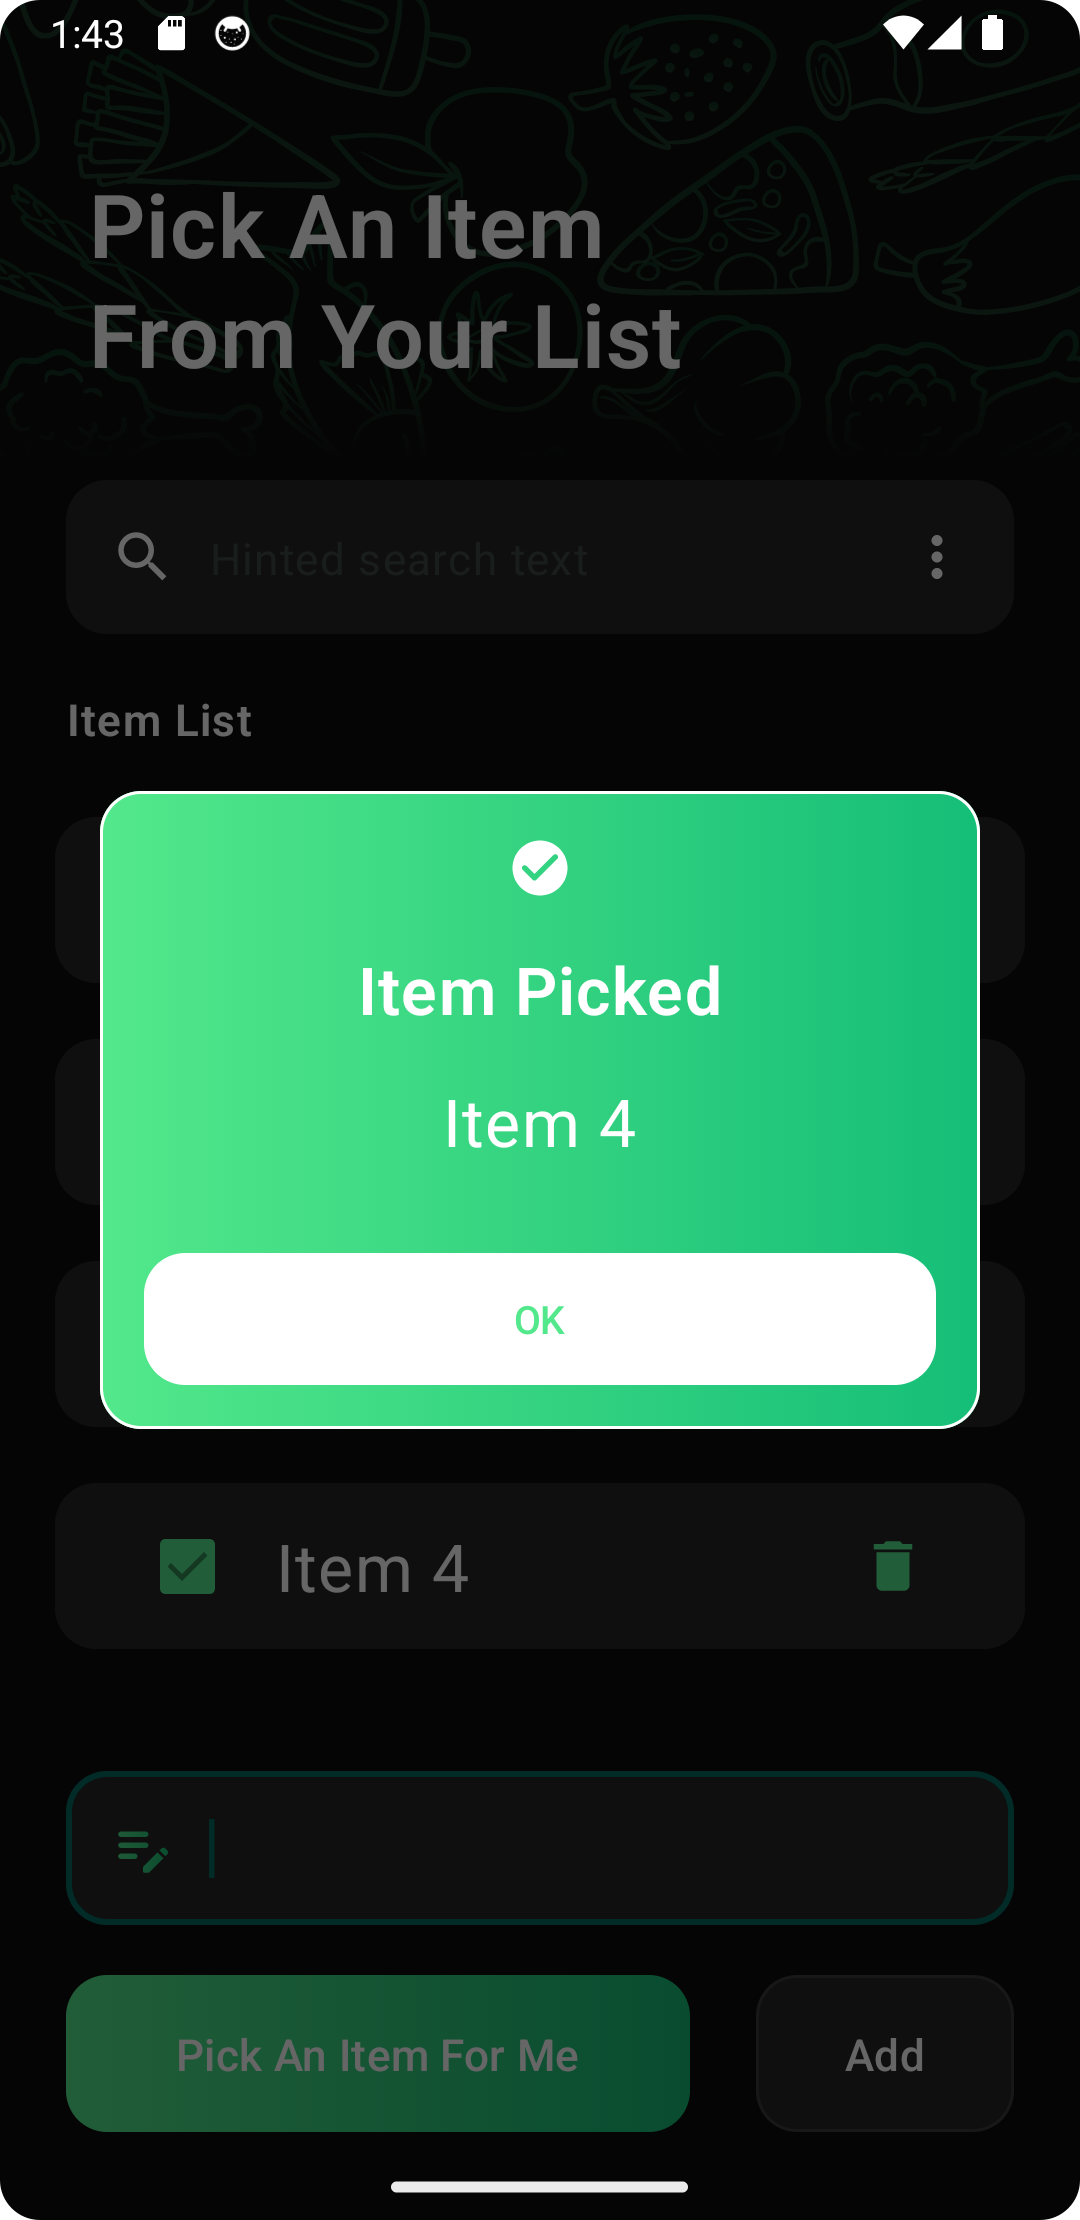 1:43
Pick An Item
From Your List
Hinted search text
Item List
Item Picked
Item 4
OK
Item 4
Pick An Item For Me
Add